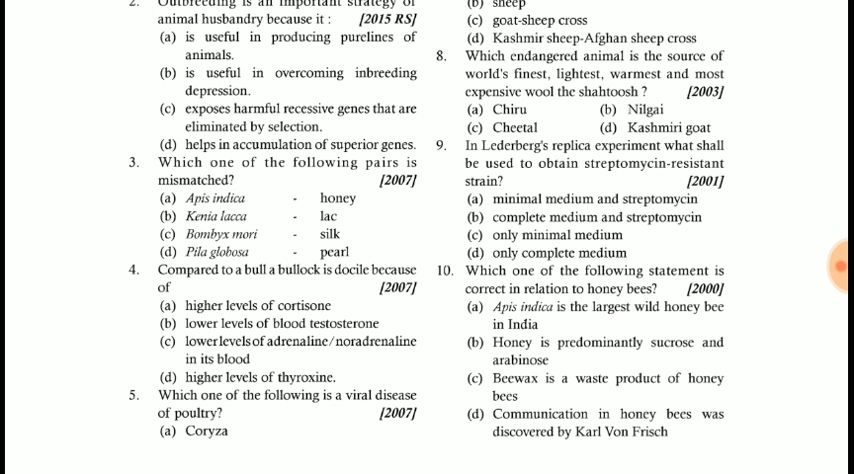 2. Outbreeding is an important strategy of
animal husbandry because it : [2015 RS]
(a) is useful in producing purelines of
animals.
(b) is useful in overcoming inbreeding
depression.
(c) exposes harmful recessive genes that are
eliminated by selection.
(d) helps in accumulation of superior genes.
3. Which one of the following pairs is
mismatched? [2007]
(a) Apis indica - honey
(b) Kenia lacca - lac
(c) Bombyx mori - silk
(d) Pila globosa - pearl
4. Compared to a bull a bullock is docile because
of [2007]
(a) higher levels of cortisone
(b) lower levels of blood testosterone
(c) lower levels of adrenaline/noradrenaline
in its blood
(d) higher levels of thyroxine.
5. Which one of the following is a viral disease
of poultry? [2007]
(a) Coryza
(b) sheep
(c) goat-sheep cross
(d) Kashmir sheep-Afghan sheep cross
8. Which endangered animal is the source of
world's finest, lightest, warmest and most
expensive wool the shahtoosh ? [2003]
(a) Chiru (b) Nilgai
(c) Cheetal (d) Kashmiri goat
9. In Lederberg's replica experiment what shall
be used to obtain streptomycin-resistant
strain? [2001]
(a) minimal medium and streptomycin
(b) complete medium and streptomycin
(c) only minimal medium
(d) only complete medium
10. Which one of the following statement is
correct in relation to honey bees? [2000]
(a) Apis indica is the largest wild honey bee
in India
(b) Honey is predominantly sucrose and
arabinose
(c) Beewax is a waste product of honey
bees
(d) Communication in honey bees was
discovered by Karl Von Frisch